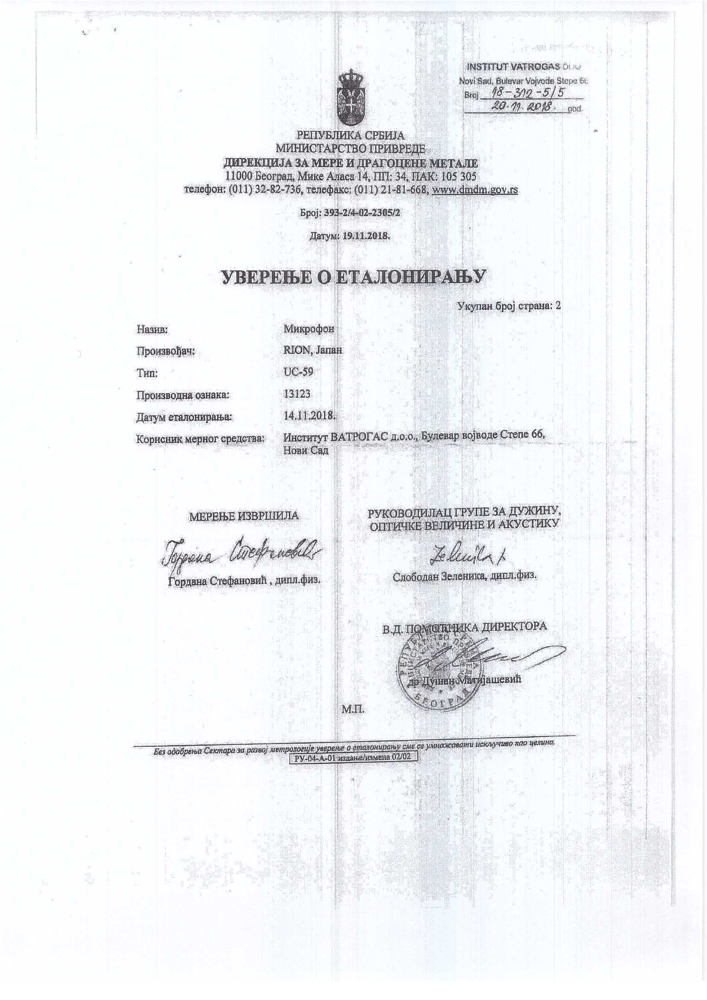 INSTITUT VATROGAS DOO
Novi Sad, Bulevar Vojvode Stepe 66
Broj 18-312-5/5
20.11.2018. god.
РЕПУБЛИКА СРБИЈА
МИНИСТАРСТВО ПРИВРЕДЕ
ДИРЕКЦИЈА ЗА МЕРЕ И ДРАГОЦЕНЕ МЕТАЛЕ
11000 Београд, Мике Аласа 14, ПП: 34, ПАК: 105 305
телефон: (011) 32-82-736, телефакс: (011) 21-81-668, www.dmdm.gov.rs
Број: 393-2/4-02-2305/2
Датум: 19.11.2018.
УВЕРЕЊЕ О ЕТАЛОНИРАЊУ
Укупан број страна: 2
Назив: Микрофон
Произвођач: RION, Јапан
Тип: UC-59
Производна ознака: 13123
Датум еталонирања: 14.11.2018.
Корисник мерног средства: Институт ВАТРОГАС д.о.о., Булевар војводе Степе 66,
Нови Сад
МЕРЕЊЕ ИЗВРШИЛА
РУКОВОДИЛАЦ ГРУПЕ ЗА ДУЖИНУ,
ОПТИЧКЕ ВЕЛИЧИНЕ И АКУСТИКУ
Гордана Стефановић
Гордана Стефановић , дипл.физ.
Слободан Зеленика, дипл.физ.
В.Д. ПОМОЋНИКА ДИРЕКТОРА
др Душан Матијашевић
БЕОГРАД
М.П.
Без одобрења Сектора за развој метрологије уверење о еталонирању сме се умножавати искључиво као целина.
РУ-04-А-01 издање/измена 02/02